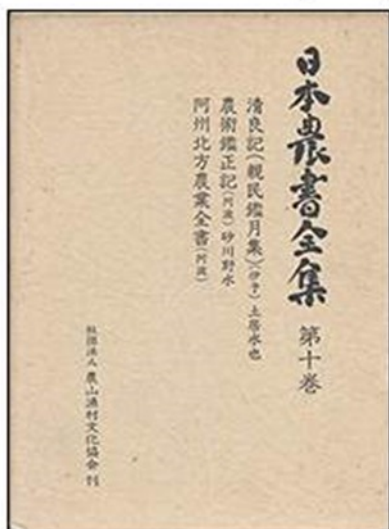 日本農書全集 第十巻
清良記(親民鑑月集)(伊予) 土居水也
農術鑑正記(阿波) 砂川野水
阿州北方農業全書(阿波)
社団法人 農山漁村文化協会 刊